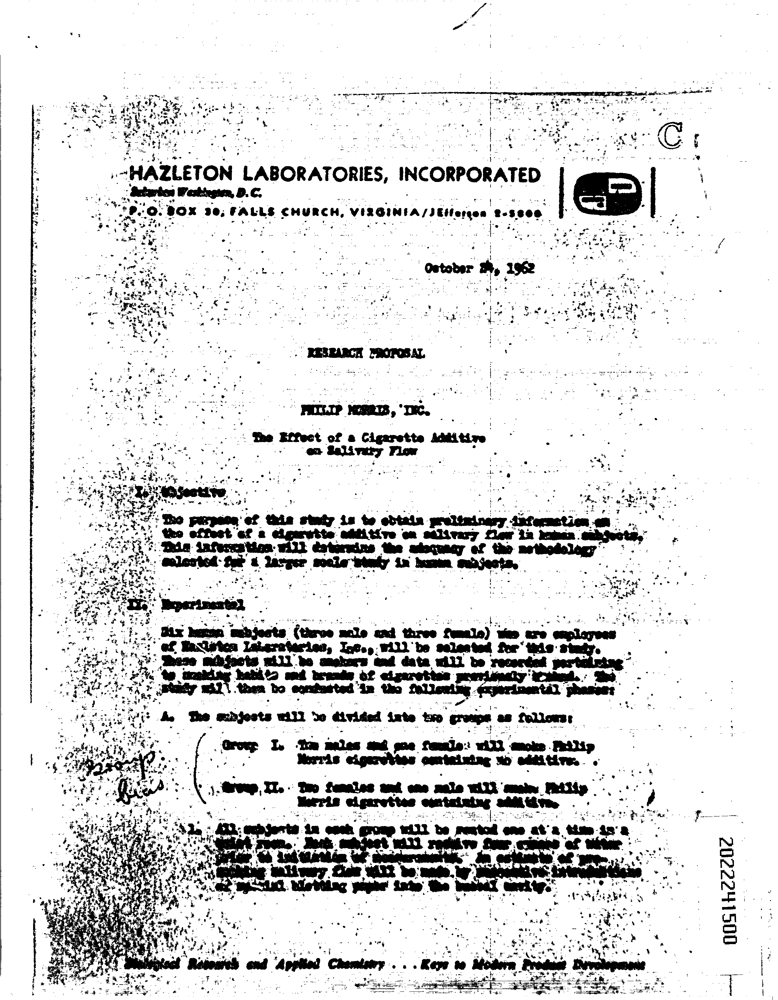 C
HAZLETON LABORATORIES, INCORPORATED
Suburban Washington, D. C.
P. O. BOX 30, FALLS CHURCH, VIRGINIA/JEfferson
October 1962
RESEARCH PROPOSAL
PHILIP MORRIS, INC.
The Effect of a Cigarette Additive
on Salivary Flow
I. Objective
The purpose of this study is to obtain preliminary information on
the effect of a cigarette additive on salivary flow in human subjects.
This information will determine the adequacy of the methodology
selected for a larger scale study in human subjects.
II. Experimental
Six human subjects (three male and three female) who are employees
of Hazleton Laboratories, Inc., will be selected for this study.
These subjects will be smokers and data will be recorded pertaining
to smoking habits and brands of cigarettes previously smoked. The
study will then be conducted in the following experimental phases:
A. The subjects will be divided into two groups as follows:
Group I. Two males and one female will smoke Philip
Morris cigarettes containing no additive.
Group II. Two females and one male will smoke Philip
Morris cigarettes containing additive.
Group
bias
1. All subjects in each group will be seated one at a time in a
quiet room. Each subject will receive four ounces of water
prior to initiation of measurements. An estimate of pre-
smoking salivary flow will be made by successive introductions
of special blotting paper into the buccal cavity.
Biological Research and Applied Chemistry . . . Keys to Modern Product Development
2022241500